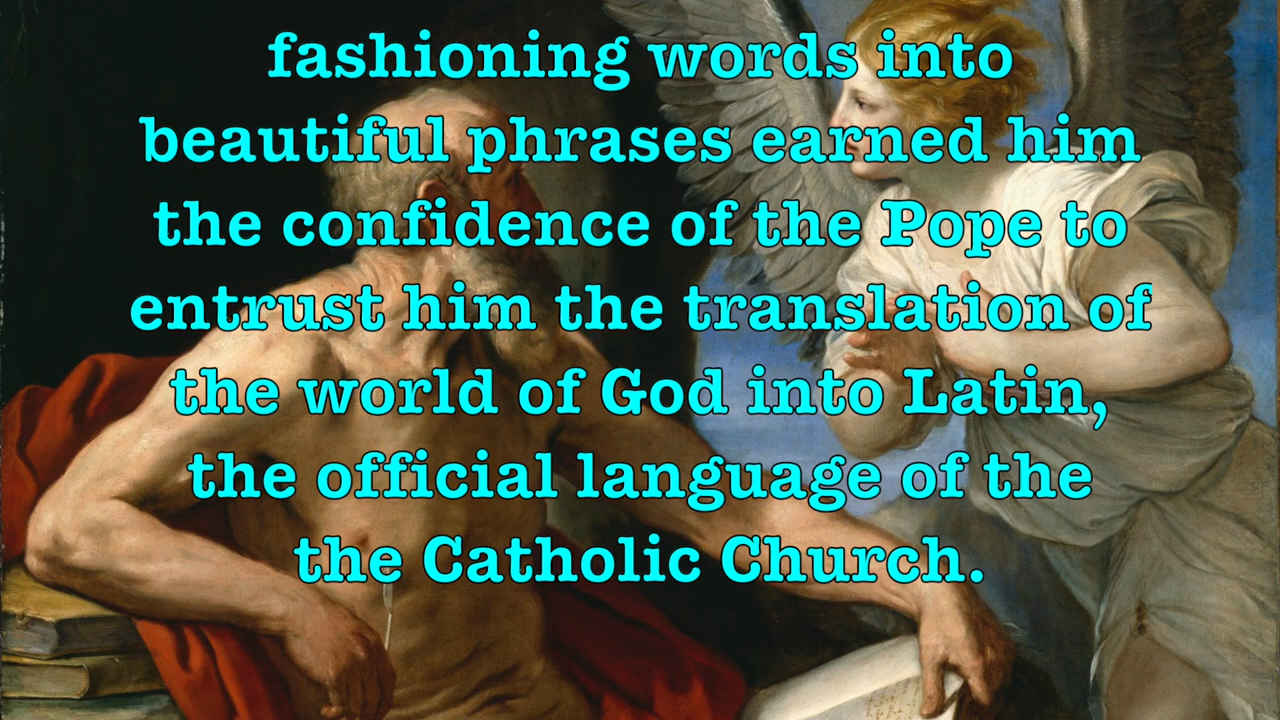 fashioning words into
beautiful phrases earned him
the confidence of the Pope to
entrust him the translation of
the world of God into Latin,
the official language of the
the Catholic Church.